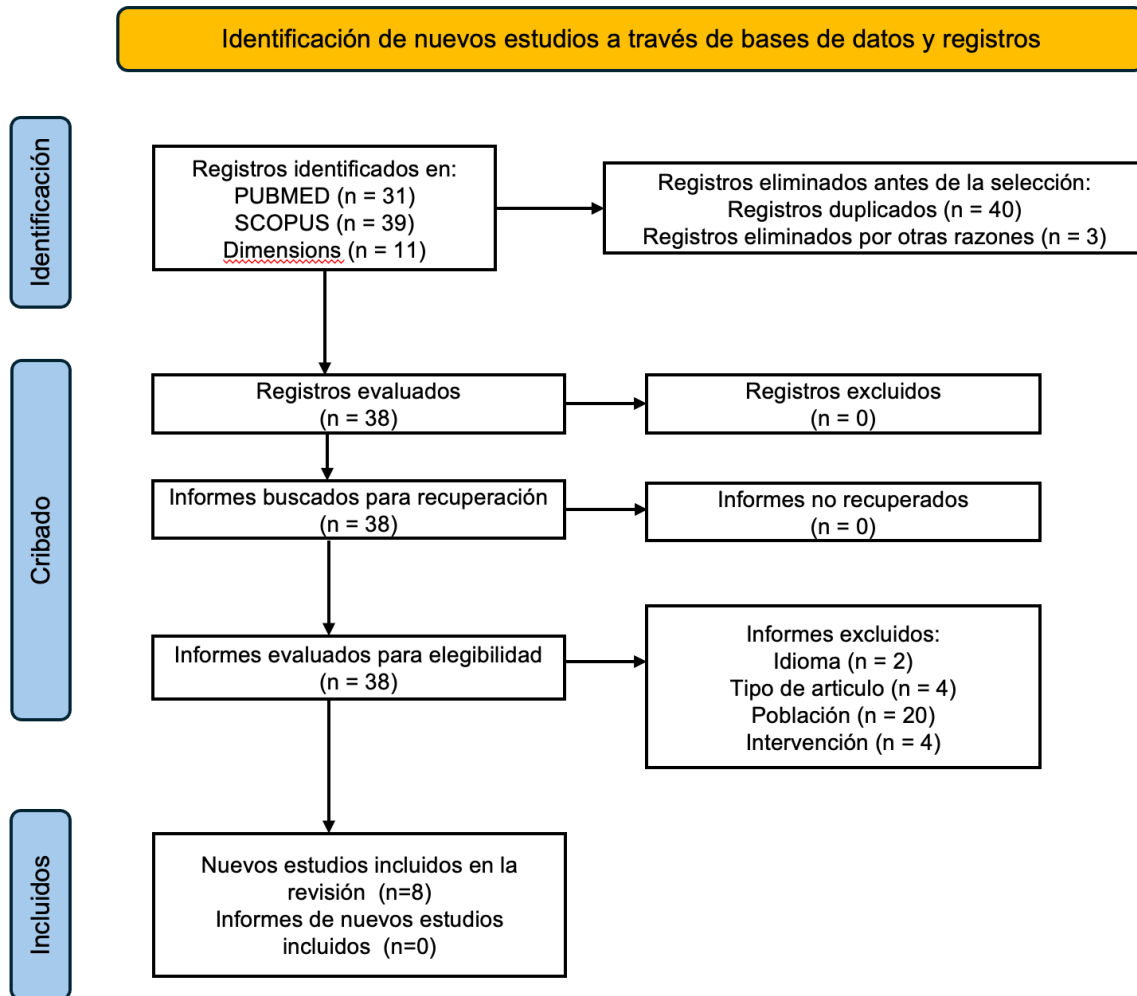 Identificación de nuevos estudios a través de bases de datos y registros
Identificación
Registros identificados en:
PUBMED (n = 31)
SCOPUS (n = 39)
Dimensions (n = 11)
Registros eliminados antes de la selección:
Registros duplicados (n = 40)
Registros eliminados por otras razones (n = 3)
Cribado
Registros evaluados
(n = 38)
Registros excluidos
(n = 0)
Informes buscados para recuperación
(n = 38)
Informes no recuperados
(n = 0)
Informes evaluados para elegibilidad
(n = 38)
Informes excluidos:
Idioma (n = 2)
Tipo de articulo (n = 4)
Población (n = 20)
Intervención (n = 4)
Incluidos
Nuevos estudios incluidos en la
revisión (n=8)
Informes de nuevos estudios
incluidos (n=0)